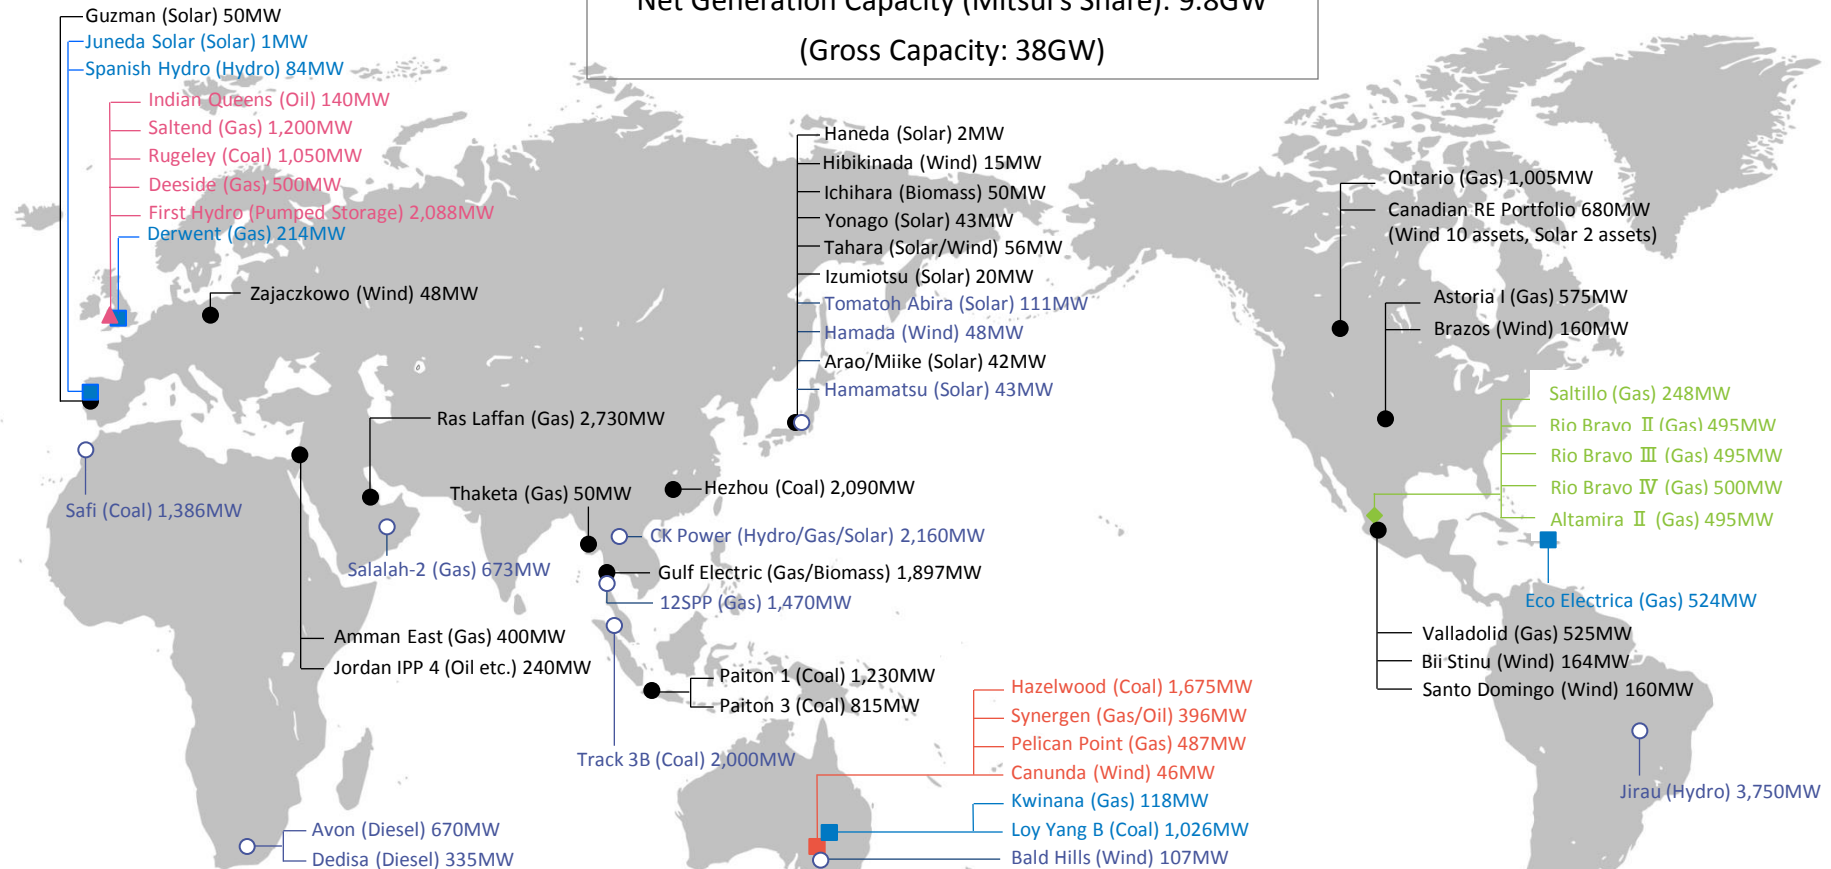 Net Generation Capacity (Mitsui's Share): 9.8GW
(Gross Capacity: 38GW)
Guzman (Solar) 50MW
Juneda Solar (Solar) 1MW
Spanish Hydro (Hydro) 84MW
Indian Queens (Oil) 140MW
Saltend (Gas) 1,200MW
Rugeley (Coal) 1,050MW
Deeside (Gas) 500MW
First Hydro (Pumped Storage) 2,088MW
Derwent (Gas) 214MW
Zajaczkowo (Wind) 48MW
Haneda (Solar) 2MW
Hibikinada (Wind) 15MW
Ichihara (Biomass) 50MW
Yonago (Solar) 43MW
Tahara (Solar/Wind) 56MW
Izumiotsu (Solar) 20MW
Tomatoh Abira (Solar) 111MW
Hamada (Wind) 48MW
Arao/Miike (Solar) 42MW
Hamamatsu (Solar) 43MW
Ontario (Gas) 1,005MW
Canadian RE Portfolio 680MW
(Wind 10 assets, Solar 2 assets)
Astoria I (Gas) 575MW
Brazos (Wind) 160MW
Saltillo (Gas) 248MW
Rio Bravo Ⅱ (Gas) 495MW
Rio Bravo Ⅲ (Gas) 495MW
Rio Bravo Ⅳ (Gas) 500MW
Altamira Ⅱ (Gas) 495MW
Ras Laffan (Gas) 2,730MW
Safi (Coal) 1,386MW
Thaketa (Gas) 50MW
Hezhou (Coal) 2,090MW
CK Power (Hydro/Gas/Solar) 2,160MW
Salalah-2 (Gas) 673MW
Gulf Electric (Gas/Biomass) 1,897MW
12SPP (Gas) 1,470MW
Eco Electrica (Gas) 524MW
Amman East (Gas) 400MW
Jordan IPP 4 (Oil etc.) 240MW
Valladolid (Gas) 525MW
Bii Stinu (Wind) 164MW
Santo Domingo (Wind) 160MW
Paiton 1 (Coal) 1,230MW
Paiton 3 (Coal) 815MW
Track 3B (Coal) 2,000MW
Hazelwood (Coal) 1,675MW
Synergen (Gas/Oil) 396MW
Pelican Point (Gas) 487MW
Canunda (Wind) 46MW
Kwinana (Gas) 118MW
Loy Yang B (Coal) 1,026MW
Bald Hills (Wind) 107MW
Jirau (Hydro) 3,750MW
Avon (Diesel) 670MW
Dedisa (Diesel) 335MW